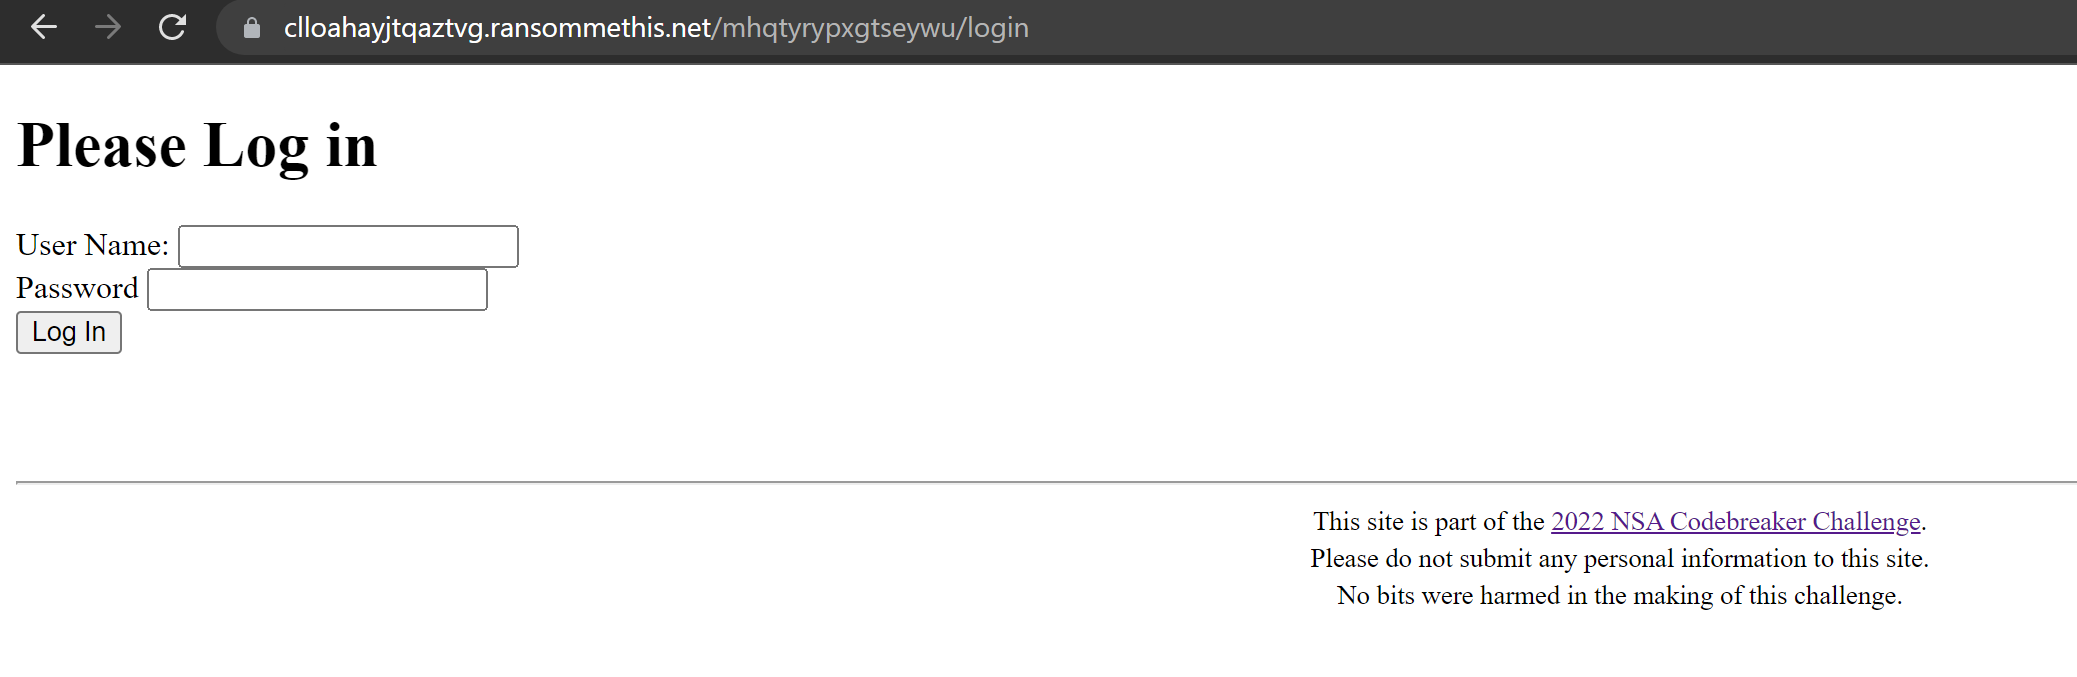 clloahayjtqaztvg.ransommethis.net/mhqtyrypxgtseywu/login
Please Log in
User Name:
Password
Log In
This site is part of the 2022 NSA Codebreaker Challenge.
Please do not submit any personal information to this site.
No bits were harmed in the making of this challenge.